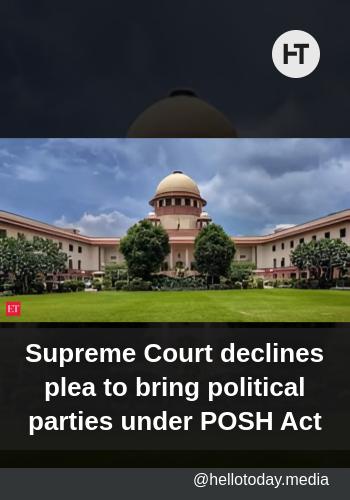 HT
ET
Supreme Court declines
plea to bring political
parties under POSH Act
@hellotoday.media